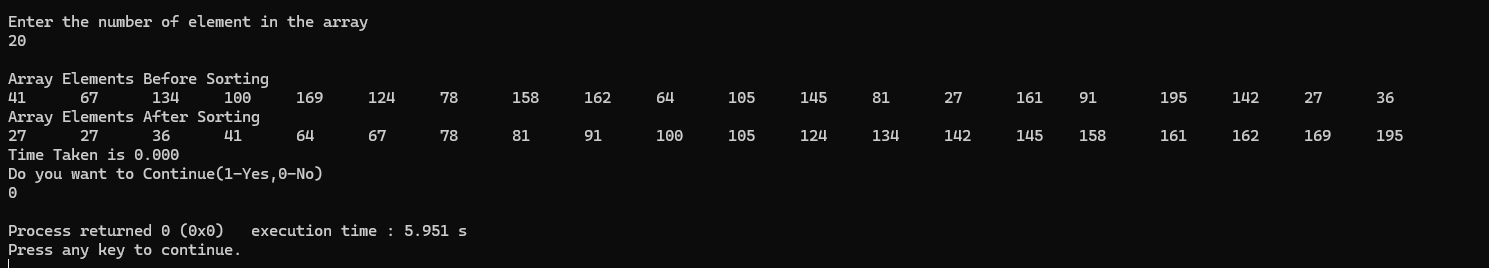 Enter the number of element in the array
20
Array Elements Before Sorting
41 67 134 100 169 124 78 158 162 64 105 145 81 27 161 91 195 142 27 36
Array Elements After Sorting
27 27 36 41 64 67 78 81 91 100 105 124 134 142 145 158 161 162 169 195
Time Taken is 0.000
Do you want to Continue(1-Yes,0-No)
0
Process returned 0 (0x0) execution time : 5.951 s
Press any key to continue.